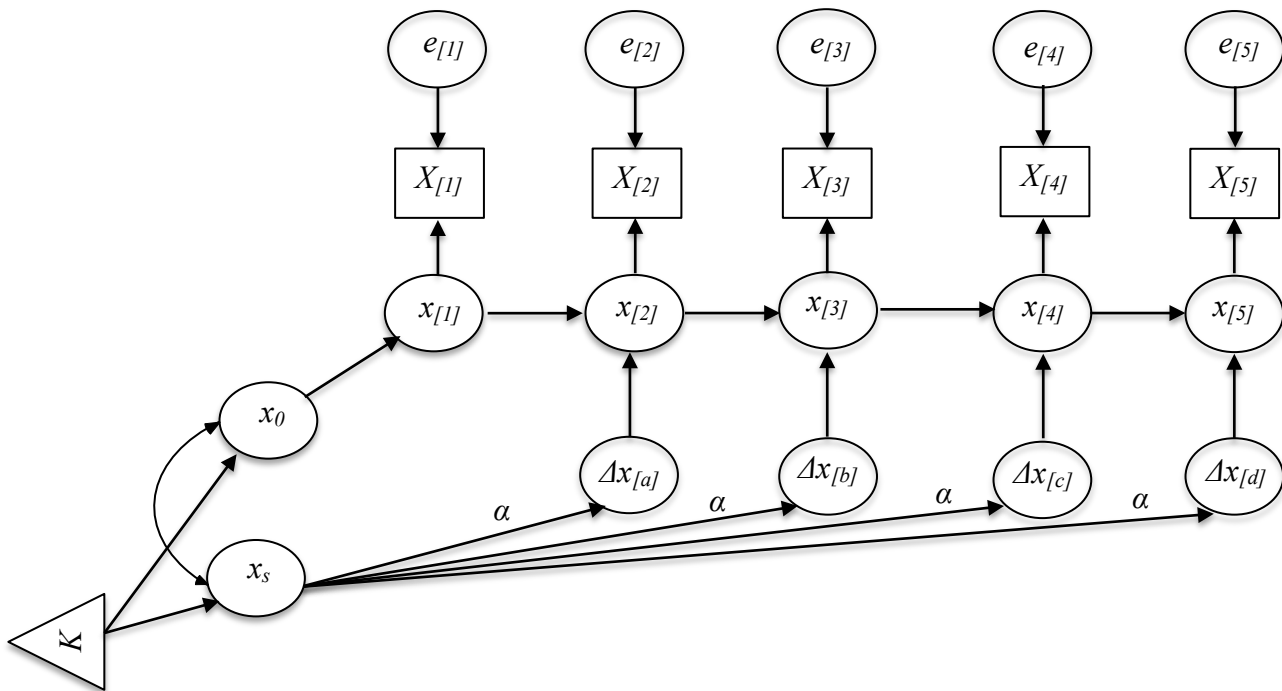 e[1] e[2] e[3] e[4] e[5]
X[1] X[2] X[3] X[4] X[5]
x[1] x[2] x[3] x[4] x[5]
x0
Δx[a] Δx[b] Δx[c] Δx[d]
α α α α
xs
K